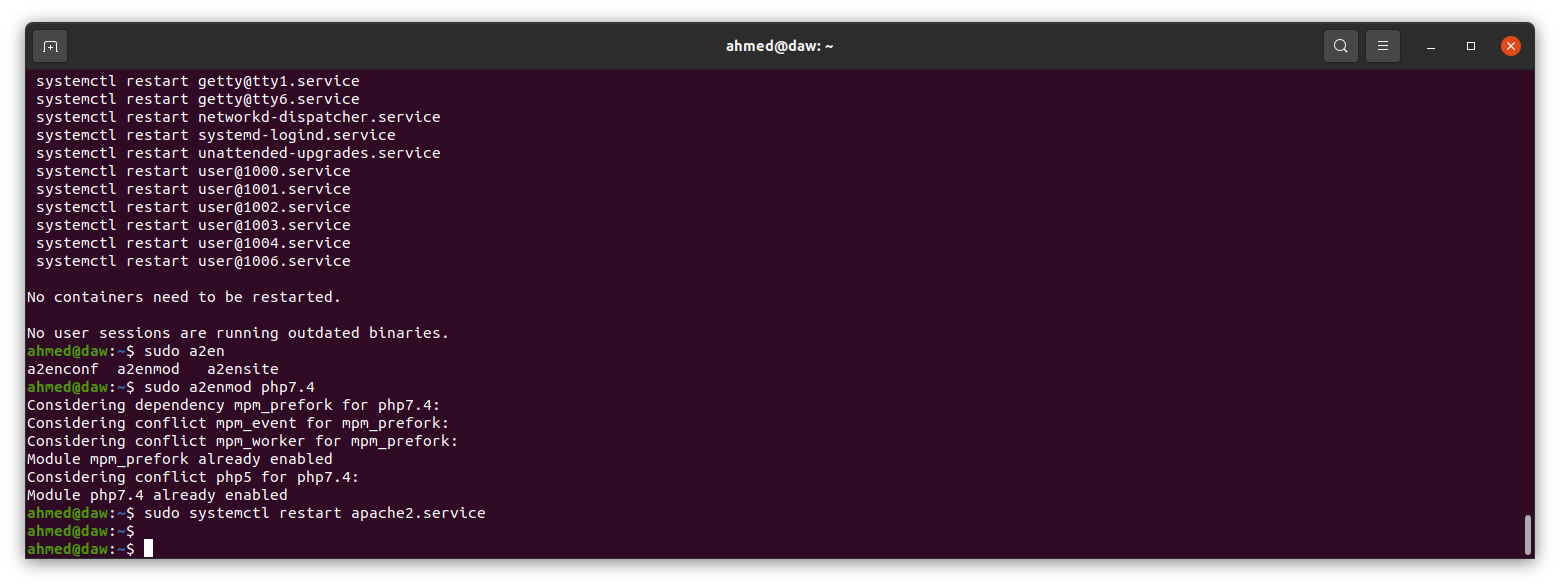 ahmed@daw: ~
systemctl restart getty@tty1.service
systemctl restart getty@tty6.service
systemctl restart networkd-dispatcher.service
systemctl restart systemd-logind.service
systemctl restart unattended-upgrades.service
systemctl restart user@1000.service
systemctl restart user@1001.service
systemctl restart user@1002.service
systemctl restart user@1003.service
systemctl restart user@1004.service
systemctl restart user@1006.service
No containers need to be restarted.
No user sessions are running outdated binaries.
ahmed@daw:~$ sudo a2en
a2enconf  a2enmod   a2ensite
ahmed@daw:~$ sudo a2enmod php7.4
Considering dependency mpm_prefork for php7.4:
Considering conflict mpm_event for mpm_prefork:
Considering conflict mpm_worker for mpm_prefork:
Module mpm_prefork already enabled
Considering conflict php5 for php7.4:
Module php7.4 already enabled
ahmed@daw:~$ sudo systemctl restart apache2.service
ahmed@daw:~$
ahmed@daw:~$